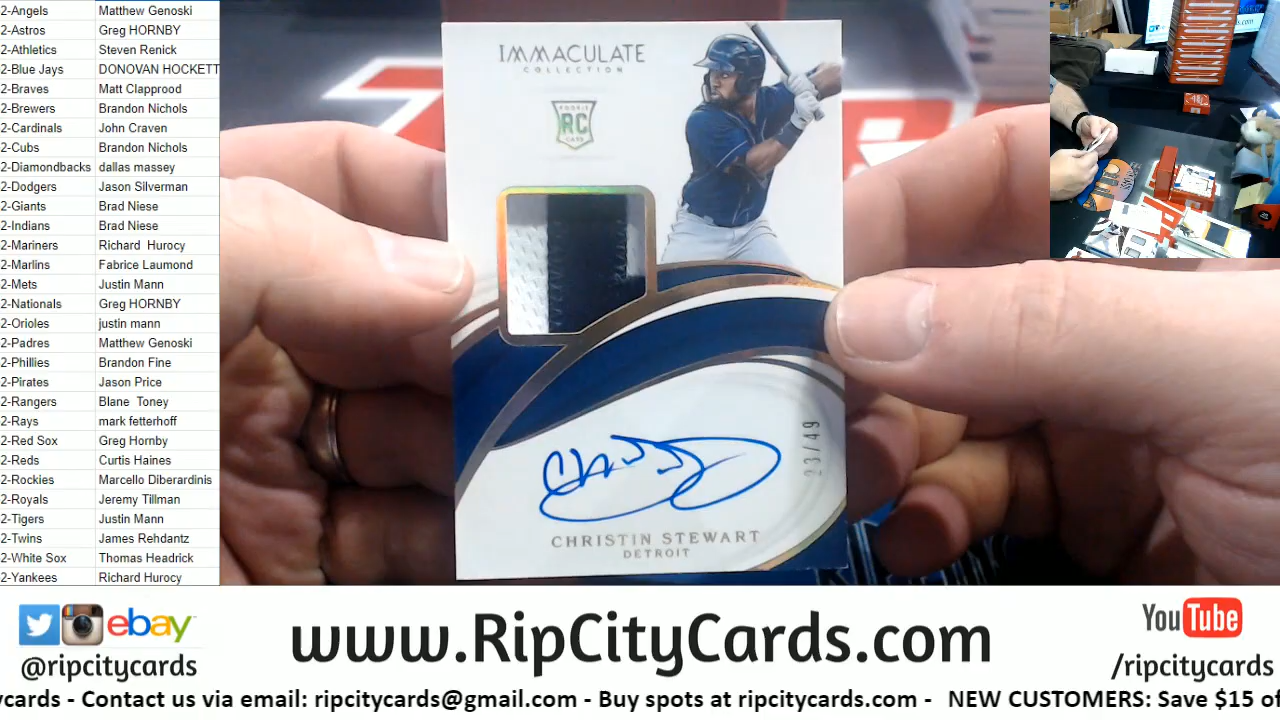 2-Angels Matthew Genoski
2-Astros Greg HORNBY
2-Athletics Steven Renick
2-Blue Jays DONOVAN HOCKETT
2-Braves Matt Clapprood
2-Brewers Brandon Nichols
2-Cardinals John Craven
2-Cubs Brandon Nichols
2-Diamondbacks dallas massey
2-Dodgers Jason Silverman
2-Giants Brad Niese
2-Indians Brad Niese
2-Mariners Richard Hurocy
2-Marlins Fabrice Laumond
2-Mets Justin Mann
2-Nationals Greg HORNBY
2-Orioles justin mann
2-Padres Matthew Genoski
2-Phillies Brandon Fine
2-Pirates Jason Price
2-Rangers Blane Toney
2-Rays mark fetterhoff
2-Red Sox Greg Hornby
2-Reds Curtis Haines
2-Rockies Marcello Diberardinis
2-Royals Jeremy Tillman
2-Tigers Justin Mann
2-Twins James Rehdantz
2-White Sox Thomas Headrick
2-Yankees Richard Hurocy
IMMACULATE
COLLECTION
ROOKIE
RC
CARD
23/49
CHRISTIN STEWART
DETROIT
ebay
@ripcitycards
www.RipCityCards.com
YouTube
/ripcitycards
ycards - Contact us via email: ripcitycards@gmail.com - Buy spots at ripcitycards.com - NEW CUSTOMERS: Save $15 of